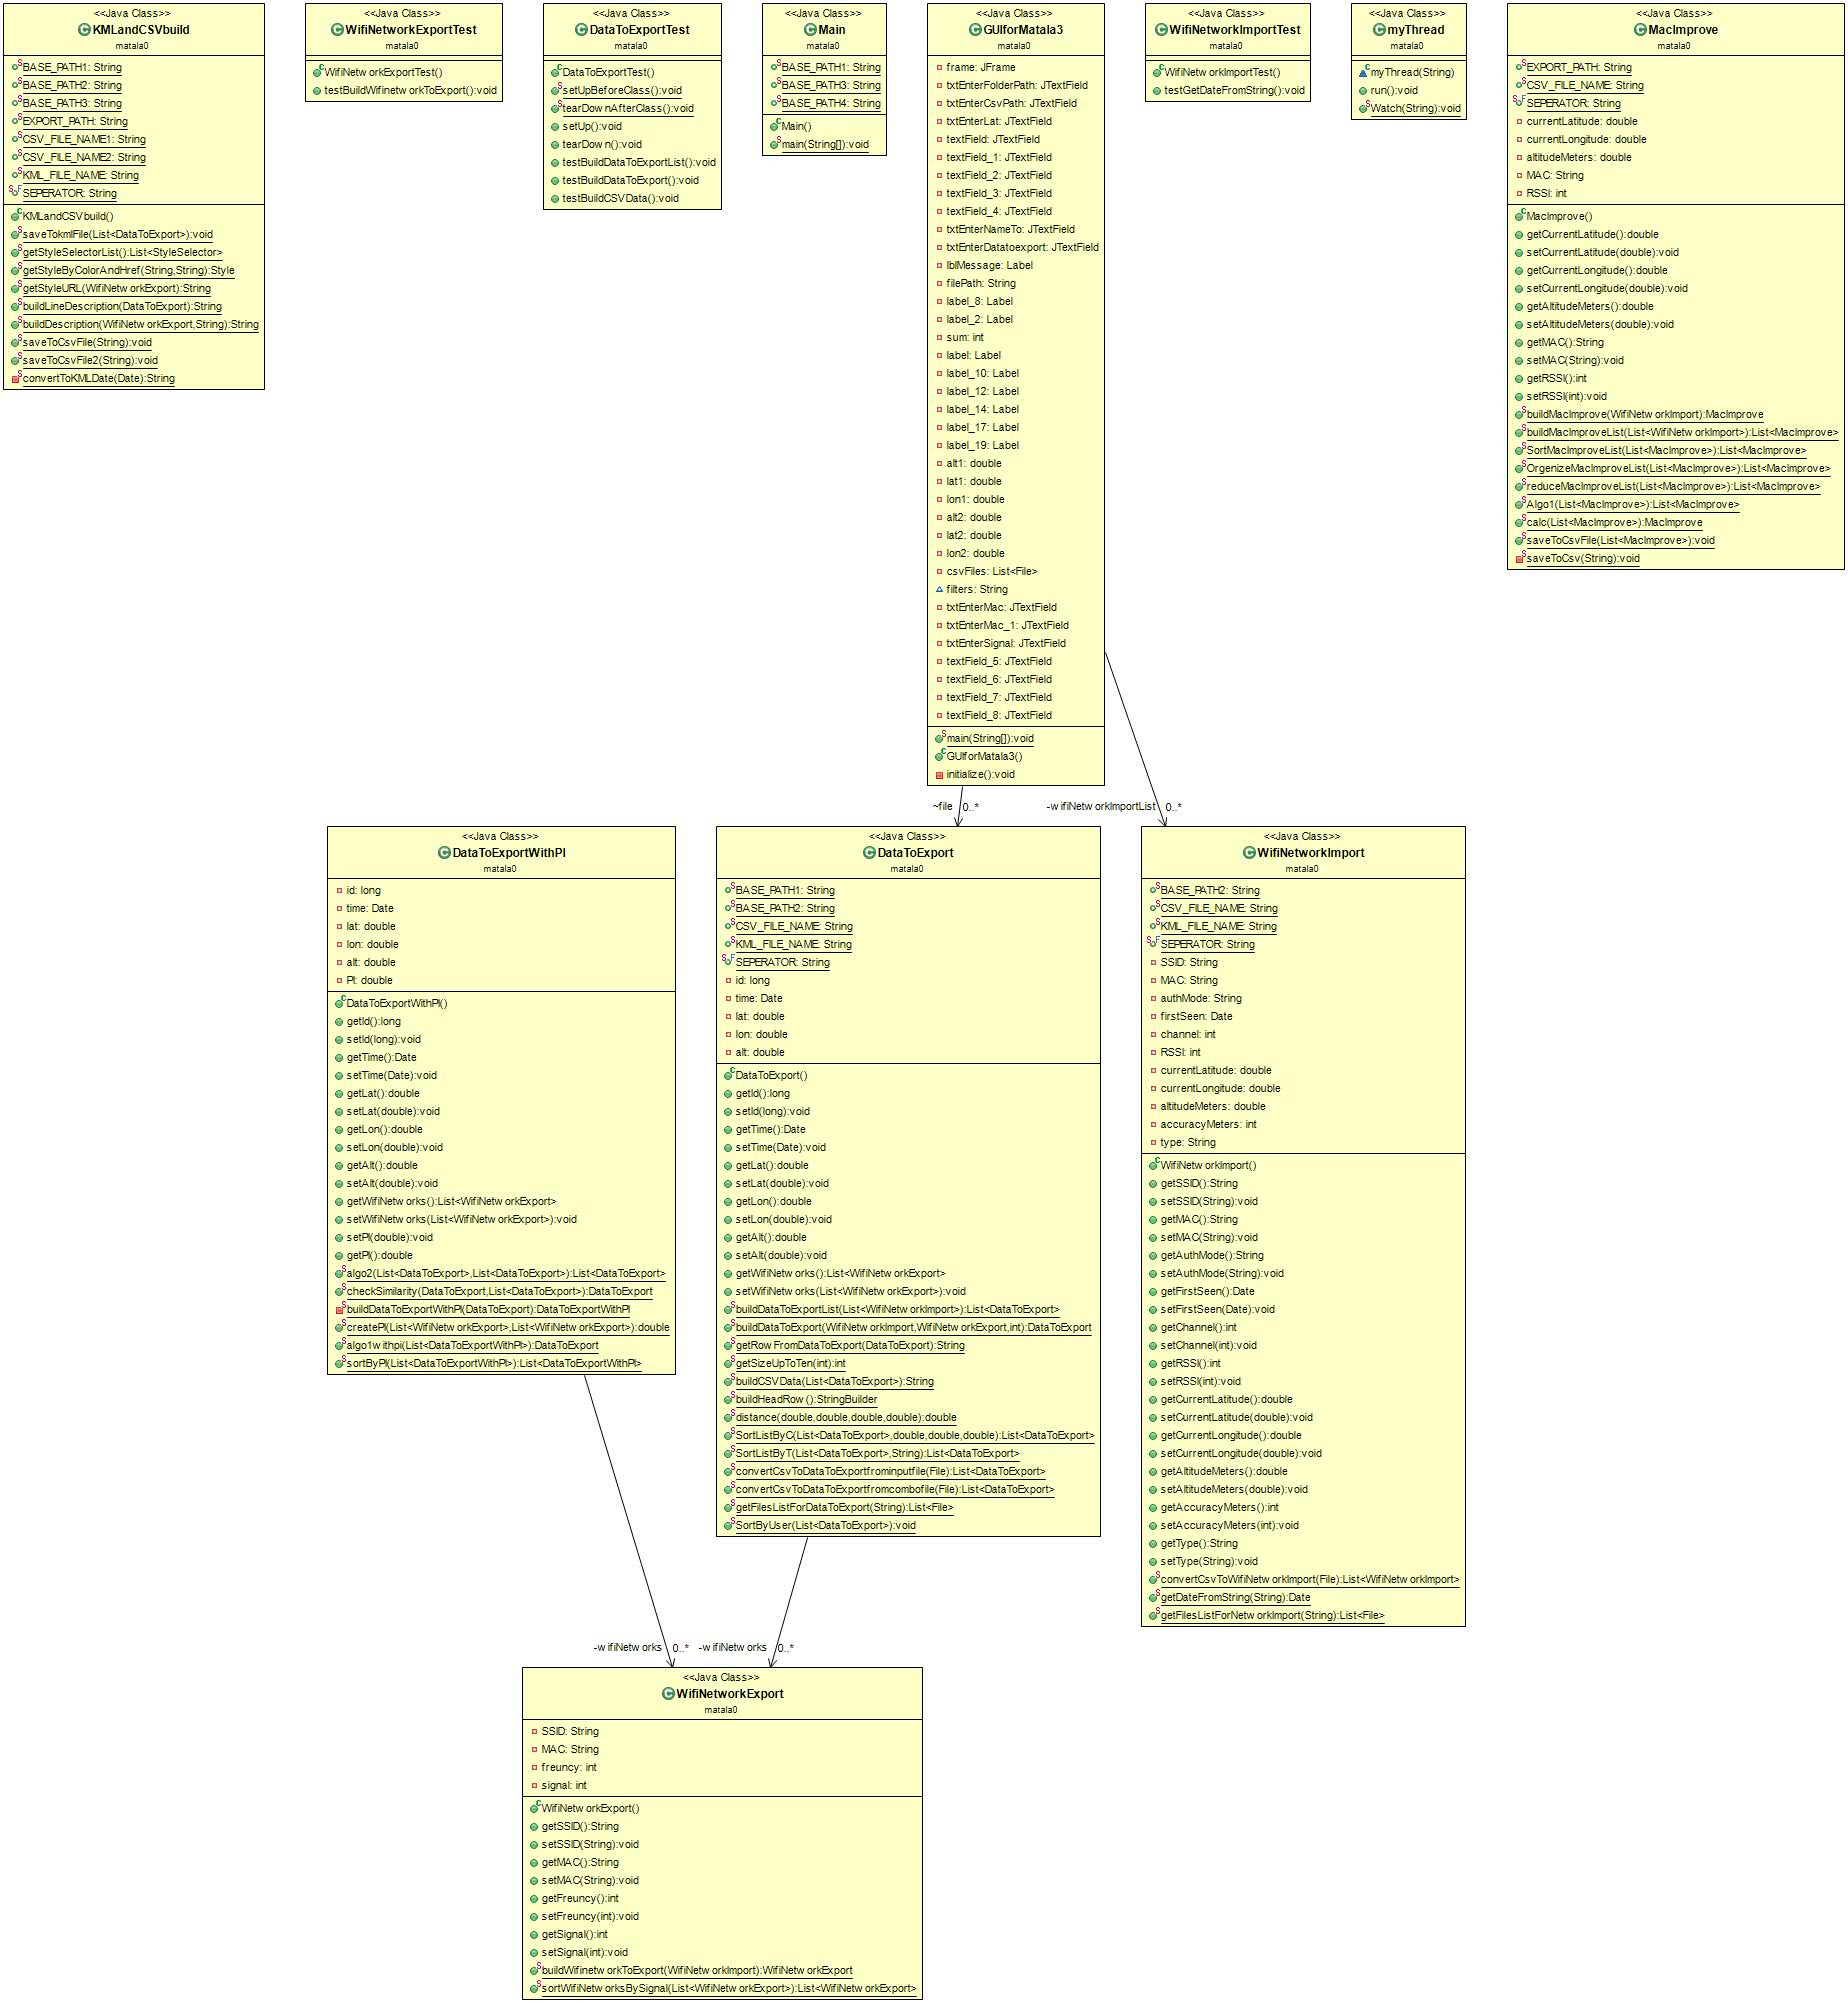 <<Java Class>>
KMLandCSVbuild
matala0
BASE_PATH1: String
BASE_PATH2: String
BASE_PATH3: String
EXPORT_PATH: String
CSV_FILE_NAME1: String
CSV_FILE_NAME2: String
KML_FILE_NAME: String
SEPERATOR: String
KMLandCSVbuild()
saveTokmlFile(List<DataToExport>):void
getStyleSelectorList():List<StyleSelector>
getStyleByColorAndHref(String,String):Style
getStyleURL(WifiNetworkExport):String
buildLineDescription(DataToExport):String
buildDescription(WifiNetworkExport,String):String
saveToCsvFile(String):void
saveToCsvFile2(String):void
convertToKMLDate(Date):String
<<Java Class>>
WifiNetworkExportTest
matala0
WifiNetworkExportTest()
testBuildWifinetworkToExport():void
<<Java Class>>
DataToExportTest
matala0
DataToExportTest()
setUpBeforeClass():void
tearDownAfterClass():void
setUp():void
tearDown():void
testBuildDataToExportList():void
testBuildDataToExport():void
testBuildCSVData():void
<<Java Class>>
Main
matala0
BASE_PATH1: String
BASE_PATH3: String
BASE_PATH4: String
Main()
main(String[]):void
<<Java Class>>
GUIforMatala3
matala0
frame: JFrame
txtEnterFolderPath: JTextField
txtEnterCsvPath: JTextField
txtEnterLat: JTextField
textField: JTextField
textField_1: JTextField
textField_2: JTextField
textField_3: JTextField
textField_4: JTextField
txtEnterNameTo: JTextField
txtEnterDatatoexport: JTextField
lblMessage: Label
filePath: String
label_8: Label
label_2: Label
sum: int
label: Label
label_10: Label
label_12: Label
label_14: Label
label_17: Label
label_19: Label
alt1: double
lat1: double
lon1: double
alt2: double
lat2: double
lon2: double
csvFiles: List<File>
filters: String
txtEnterMac: JTextField
txtEnterMac_1: JTextField
txtEnterSignal: JTextField
textField_5: JTextField
textField_6: JTextField
textField_7: JTextField
textField_8: JTextField
main(String[]):void
GUIforMatala3()
initialize():void
<<Java Class>>
WifiNetworkImportTest
matala0
WifiNetworkImportTest()
testGetDateFromString():void
<<Java Class>>
myThread
matala0
myThread(String)
run():void
Watch(String):void
<<Java Class>>
MacImprove
matala0
EXPORT_PATH: String
CSV_FILE_NAME: String
SEPERATOR: String
currentLatitude: double
currentLongitude: double
altitudeMeters: double
MAC: String
RSSI: int
MacImprove()
getCurrentLatitude():double
setCurrentLatitude(double):void
getCurrentLongitude():double
setCurrentLongitude(double):void
getAltitudeMeters():double
setAltitudeMeters(double):void
getMAC():String
setMAC(String):void
getRSSI():int
setRSSI(int):void
buildMacImprove(WifiNetworkImport):MacImprove
buildMacImproveList(List<WifiNetworkImport>):List<MacImprove>
SortMacImproveList(List<MacImprove>):List<MacImprove>
OrgenizeMacImproveList(List<MacImprove>):List<MacImprove>
reduceMacImproveList(List<MacImprove>):List<MacImprove>
Algo1(List<MacImprove>):List<MacImprove>
calc(List<MacImprove>):MacImprove
saveToCsvFile(List<MacImprove>):void
saveToCsv(String):void
~file 0..*
-wifiNetworkImportList 0..*
<<Java Class>>
DataToExportWithPI
matala0
id: long
time: Date
lat: double
lon: double
alt: double
PI: double
DataToExportWithPI()
getId():long
setId(long):void
getTime():Date
setTime(Date):void
getLat():double
setLat(double):void
getLon():double
setLon(double):void
getAlt():double
setAlt(double):void
getWifiNetworks():List<WifiNetworkExport>
setWifiNetworks(List<WifiNetworkExport>):void
setPI(double):void
getPI():double
algo2(List<DataToExport>,List<DataToExport>):List<DataToExport>
checkSimilarity(DataToExport,List<DataToExport>):DataToExport
buildDataToExportWithPI(DataToExport):DataToExportWithPI
createPI(List<WifiNetworkExport>,List<WifiNetworkExport>):double
algo1withpi(List<DataToExportWithPI>):DataToExport
sortByPI(List<DataToExportWithPI>):List<DataToExportWithPI>
<<Java Class>>
DataToExport
matala0
BASE_PATH1: String
BASE_PATH2: String
CSV_FILE_NAME: String
KML_FILE_NAME: String
SEPERATOR: String
id: long
time: Date
lat: double
lon: double
alt: double
DataToExport()
getId():long
setId(long):void
getTime():Date
setTime(Date):void
getLat():double
setLat(double):void
getLon():double
setLon(double):void
getAlt():double
setAlt(double):void
getWifiNetworks():List<WifiNetworkExport>
setWifiNetworks(List<WifiNetworkExport>):void
buildDataToExportList(List<WifiNetworkImport>):List<DataToExport>
buildDataToExport(WifiNetworkImport,WifiNetworkExport,int):DataToExport
getRowFromDataToExport(DataToExport):String
getSizeUpToTen(int):int
buildCSVData(List<DataToExport>):String
buildHeadRow():StringBuilder
distance(double,double,double,double):double
SortListByC(List<DataToExport>,double,double,double):List<DataToExport>
SortListByT(List<DataToExport>,String):List<DataToExport>
convertCsvToDataToExportfrominputfile(File):List<DataToExport>
convertCsvToDataToExportfromcombofile(File):List<DataToExport>
getFilesListForDataToExport(String):List<File>
SortByUser(List<DataToExport>):void
<<Java Class>>
WifiNetworkImport
matala0
BASE_PATH2: String
CSV_FILE_NAME: String
KML_FILE_NAME: String
SEPERATOR: String
SSID: String
MAC: String
authMode: String
firstSeen: Date
channel: int
RSSI: int
currentLatitude: double
currentLongitude: double
altitudeMeters: double
accuracyMeters: int
type: String
WifiNetworkImport()
getSSID():String
setSSID(String):void
getMAC():String
setMAC(String):void
getAuthMode():String
setAuthMode(String):void
getFirstSeen():Date
setFirstSeen(Date):void
getChannel():int
setChannel(int):void
getRSSI():int
setRSSI(int):void
getCurrentLatitude():double
setCurrentLatitude(double):void
getCurrentLongitude():double
setCurrentLongitude(double):void
getAltitudeMeters():double
setAltitudeMeters(double):void
getAccuracyMeters():int
setAccuracyMeters(int):void
getType():String
setType(String):void
convertCsvToWifiNetworkImport(File):List<WifiNetworkImport>
getDateFromString(String):Date
getFilesListForNetworkImport(String):List<File>
-wifiNetworks 0..*
-wifiNetworks 0..*
<<Java Class>>
WifiNetworkExport
matala0
SSID: String
MAC: String
freuncy: int
signal: int
WifiNetworkExport()
getSSID():String
setSSID(String):void
getMAC():String
setMAC(String):void
getFreuncy():int
setFreuncy(int):void
getSignal():int
setSignal(int):void
buildWifinetworkToExport(WifiNetworkImport):WifiNetworkExport
sortWifiNetworksBySignal(List<WifiNetworkExport>):List<WifiNetworkExport>